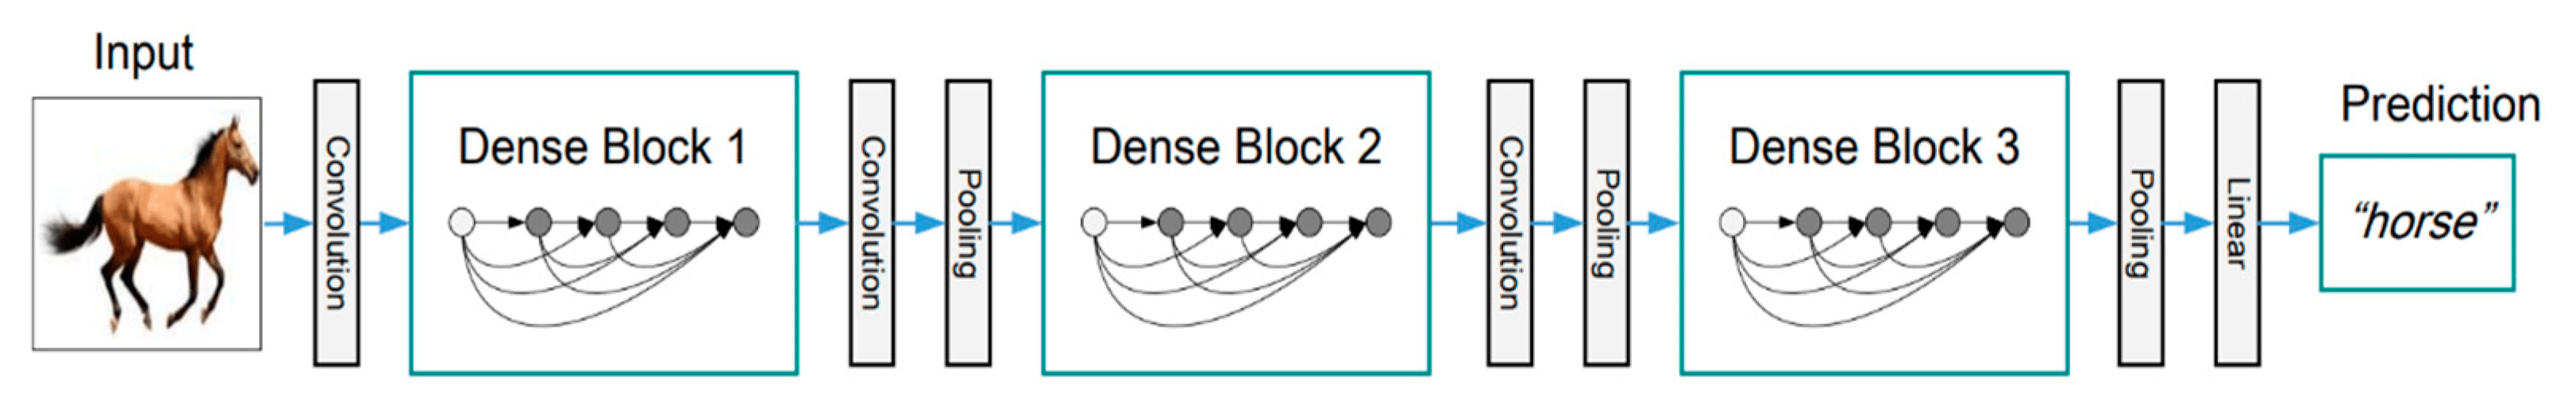 Input
Convolution
Dense Block 1
Convolution
Pooling
Dense Block 2
Convolution
Pooling
Dense Block 3
Pooling
Linear
Prediction
“horse”